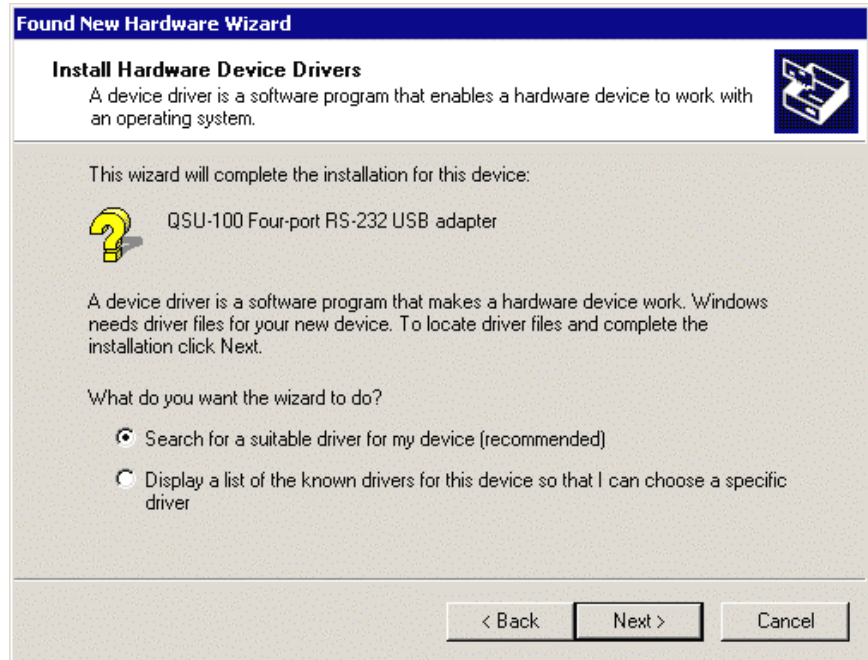 Found New Hardware Wizard
Install Hardware Device Drivers
A device driver is a software program that enables a hardware device to work with
an operating system.
This wizard will complete the installation for this device:
QSU-100 Four-port RS-232 USB adapter
A device driver is a software program that makes a hardware device work. Windows
needs driver files for your new device. To locate driver files and complete the
installation click Next.
What do you want the wizard to do?
Search for a suitable driver for my device (recommended)
Display a list of the known drivers for this device so that I can choose a specific
driver
< Back Next > Cancel